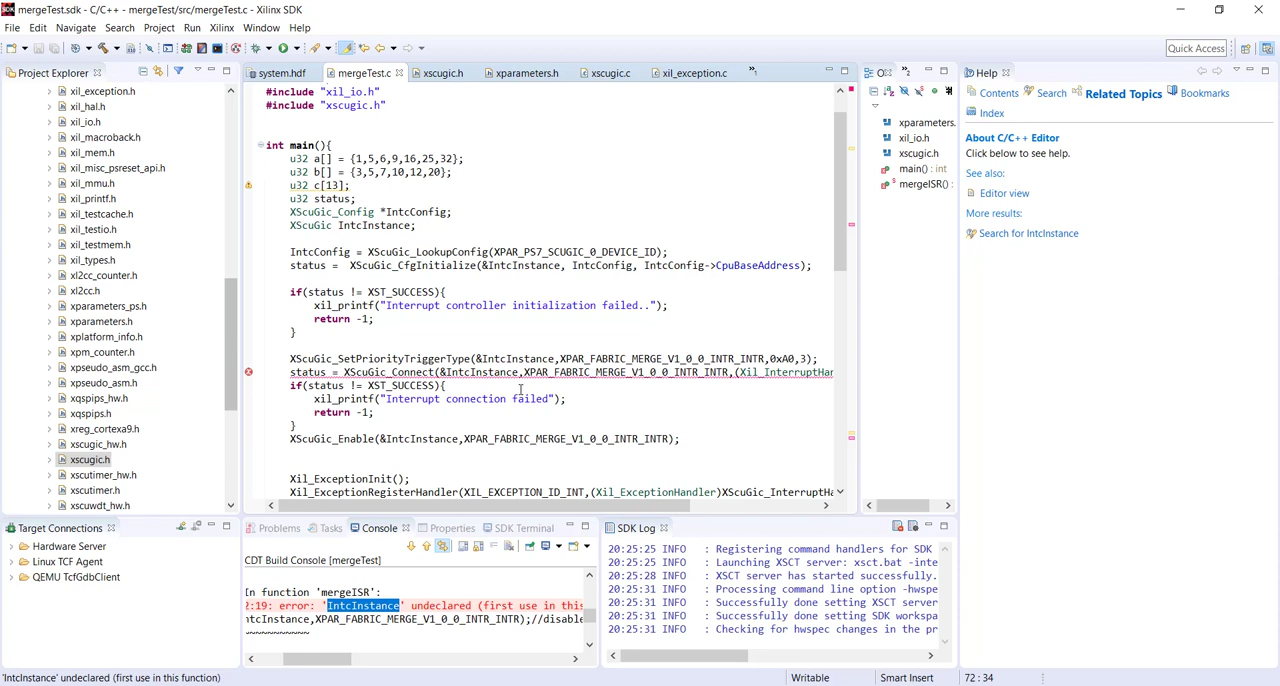 mergeTest.sdk - C/C++ - mergeTest/src/mergeTest.c - Xilinx SDK
File Edit Navigate Search Project Run Xilinx Window Help
Quick Access
Project Explorer
xil_exception.h
xil_hal.h
xil_io.h
xil_macroback.h
xil_mem.h
xil_misc_psreset_api.h
xil_mmu.h
xil_printf.h
xil_testcache.h
xil_testio.h
xil_testmem.h
xil_types.h
xl2cc_counter.h
xl2cc.h
xparameters_ps.h
xparameters.h
xplatform_info.h
xpm_counter.h
xpseudo_asm_gcc.h
xpseudo_asm.h
xqspips_hw.h
xqspips.h
xreg_cortexa9.h
xscugic_hw.h
xscugic.h
xscutimer_hw.h
xscutimer.h
xscuwdt_hw.h
system.hdf mergeTest.c xscugic.h xparameters.h xscugic.c xil_exception.c
#include "xil_io.h"
#include "xscugic.h"
int main(){
u32 a[] = {1,5,6,9,16,25,32};
u32 b[] = {3,5,7,10,12,20};
u32 c[13];
u32 status;
XScuGic_Config *IntcConfig;
XScuGic IntcInstance;
IntcConfig = XScuGic_LookupConfig(XPAR_PS7_SCUGIC_0_DEVICE_ID);
status =  XScuGic_CfgInitialize(&IntcInstance, IntcConfig, IntcConfig->CpuBaseAddress);
if(status != XST_SUCCESS){
xil_printf("Interrupt controller initialization failed..");
return -1;
}
XScuGic_SetPriorityTriggerType(&IntcInstance,XPAR_FABRIC_MERGE_V1_0_0_INTR_INTR,0xA0,3);
status = XScuGic_Connect(&IntcInstance,XPAR_FABRIC_MERGE_V1_0_0_INTR_INTR,(Xil_InterruptHan
if(status != XST_SUCCESS){
xil_printf("Interrupt connection failed");
return -1;
}
XScuGic_Enable(&IntcInstance,XPAR_FABRIC_MERGE_V1_0_0_INTR_INTR);
Xil_ExceptionInit();
Xil_ExceptionRegisterHandler(XIL_EXCEPTION_ID_INT,(Xil_ExceptionHandler)XScuGic_InterruptHa
xparameters.
xil_io.h
xscugic.h
main() : int
mergeISR() :
Help
Contents Search Related Topics Bookmarks
Index
About C/C++ Editor
Click below to see help.
See also:
Editor view
More results:
Search for IntcInstance
Target Connections
Hardware Server
Linux TCF Agent
QEMU TcfGdbClient
Problems Tasks Console Properties SDK Terminal
CDT Build Console [mergeTest]
In function 'mergeISR':
2:19: error: 'IntcInstance' undeclared (first use in this
ntcInstance,XPAR_FABRIC_MERGE_V1_0_0_INTR_INTR);//disable
~~~~~~~~~~~
SDK Log
20:25:25 INFO : Registering command handlers for SDK
20:25:25 INFO : Launching XSCT server: xsct.bat -inte
20:25:28 INFO : XSCT server has started successfully.
20:25:31 INFO : Processing command line option -hwspe
20:25:31 INFO : Successfully done setting XSCT server
20:25:31 INFO : Successfully done setting SDK workspa
20:25:31 INFO : Checking for hwspec changes in the pr
'IntcInstance' undeclared (first use in this function)
Writable Smart Insert 72 : 34